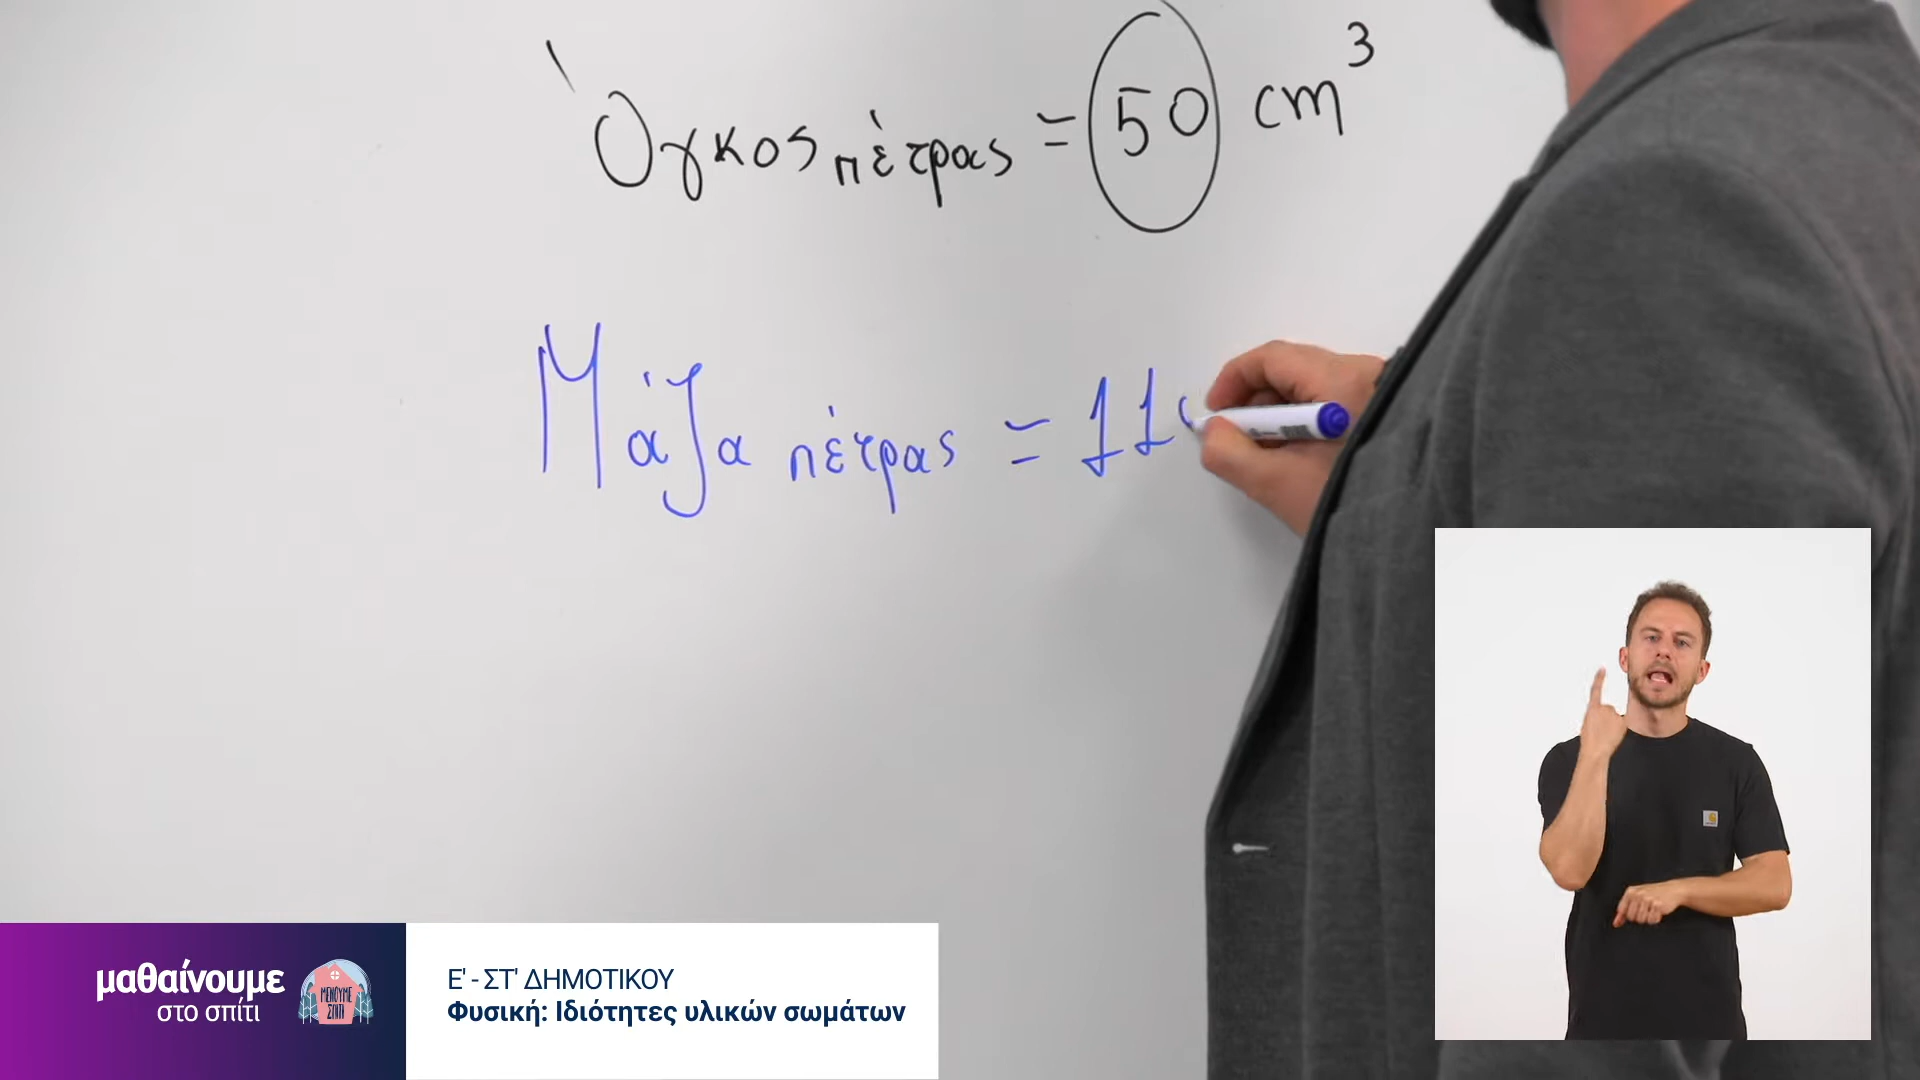 Όγκος πέτρας = 50 cm³
Μάζα πέτρας = 11
μαθαίνουμε
στο σπίτι
ΜΕΝΟΥΜΕ
ΣΠΙΤΙ
Ε' - ΣΤ' ΔΗΜΟΤΙΚΟΥ
Φυσική: Ιδιότητες υλικών σωμάτων